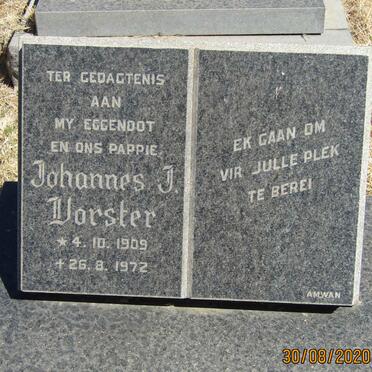 TER GEDAGTENIS
AAN
MY EGGENOOT
EN ONS PAPPIE,
Johannes J.
Vorster
* 4. 10. 1909
+ 26. 8. 1972
EK GAAN OM
VIR JULLE PLEK
TE BEREI
AMWAN
30/08/2020